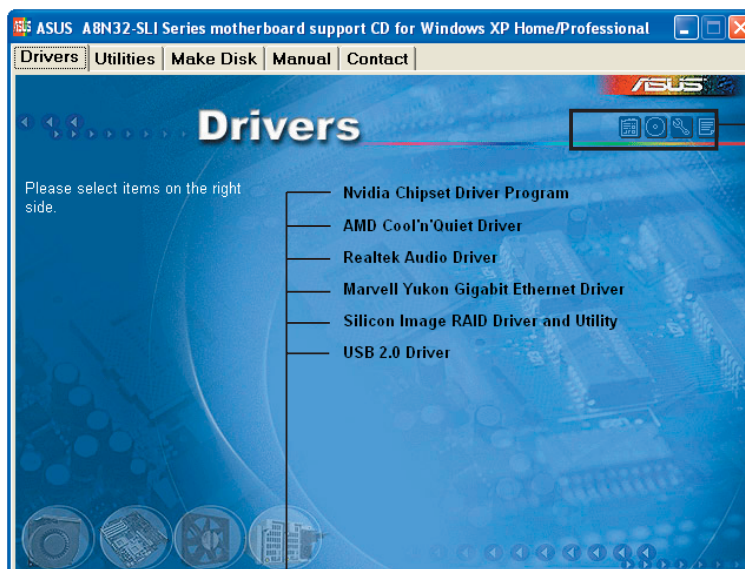 ASUS A8N32-SLI Series motherboard support CD for Windows XP Home/Professional
Drivers Utilities Make Disk Manual Contact
ASUS
Drivers
Please select items on the right
side.
Nvidia Chipset Driver Program
AMD Cool'n'Quiet Driver
Realtek Audio Driver
Marvell Yukon Gigabit Ethernet Driver
Silicon Image RAID Driver and Utility
USB 2.0 Driver